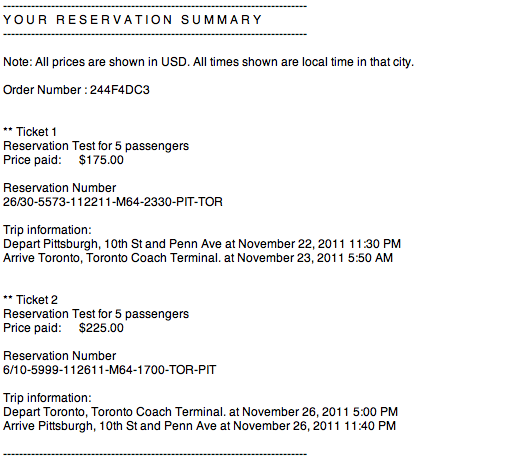 YOUR RESERVATION SUMMARY
Note: All prices are shown in USD. All times shown are local time in that city.
Order Number : 244F4DC3
** Ticket 1
Reservation Test for 5 passengers
Price paid: $175.00
Reservation Number
26/30-5573-112211-M64-2330-PIT-TOR
Trip information:
Depart Pittsburgh, 10th St and Penn Ave at November 22, 2011 11:30 PM
Arrive Toronto, Toronto Coach Terminal. at November 23, 2011 5:50 AM
** Ticket 2
Reservation Test for 5 passengers
Price paid: $225.00
Reservation Number
6/10-5999-112611-M64-1700-TOR-PIT
Trip information:
Depart Toronto, Toronto Coach Terminal. at November 26, 2011 5:00 PM
Arrive Pittsburgh, 10th St and Penn Ave at November 26, 2011 11:40 PM